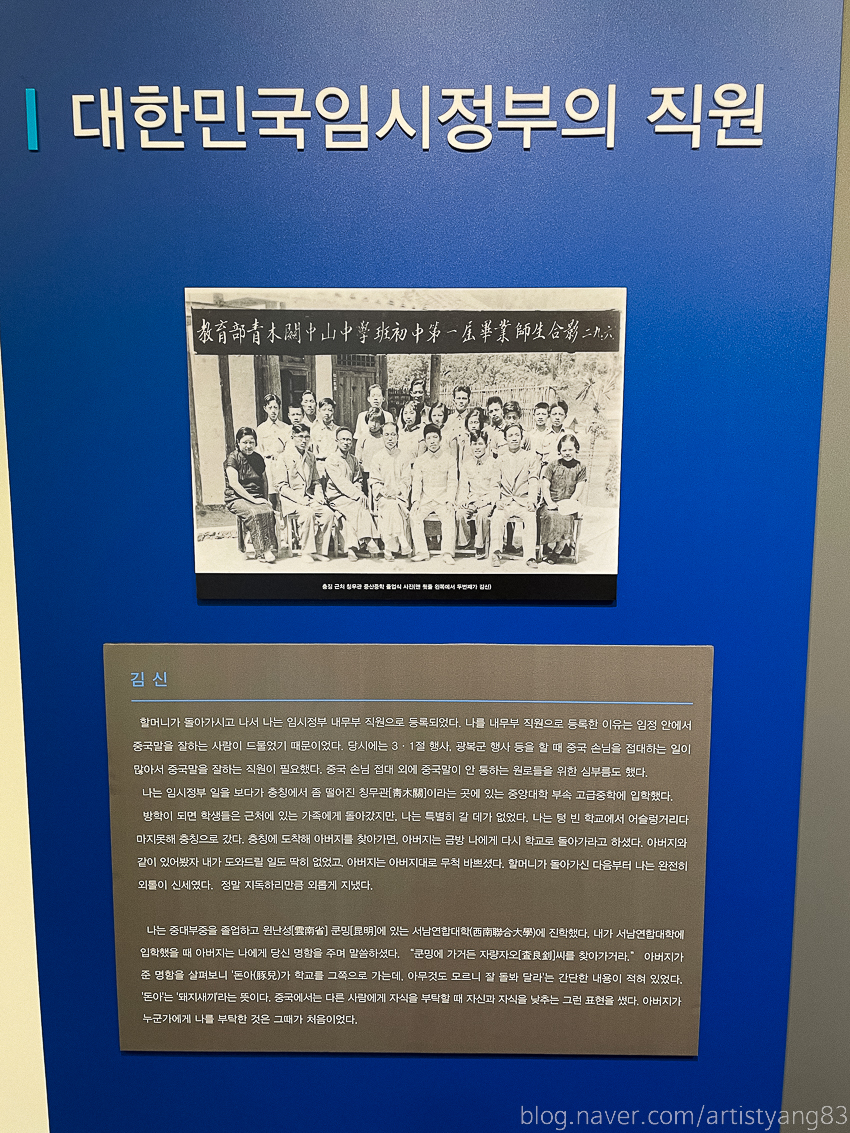 대한민국임시정부의 직원
教育部青木關中山中學班初中第一屆畢業師生合影 二九.六
충칭 근처 칭무관 중산중학 졸업식 사진(맨 뒷줄 왼쪽에서 두번째가 김신)
김 신
할머니가 돌아가시고 나서 나는 임시정부 내무부 직원으로 등록되었다. 나를 내무부 직원으로 등록한 이유는 임정 안에서
중국말을 잘하는 사람이 드물었기 때문이었다. 당시에는 3 · 1절 행사, 광복군 행사 등을 할 때 중국 손님을 접대하는 일이
많아서 중국말을 잘하는 직원이 필요했다. 중국 손님 접대 외에 중국말이 안 통하는 원로들을 위한 심부름도 했다.
나는 임시정부 일을 보다가 충칭에서 좀 떨어진 칭무관[靑木關]이라는 곳에 있는 중앙대학 부속 고급중학에 입학했다.
방학이 되면 학생들은 근처에 있는 가족에게 돌아갔지만, 나는 특별히 갈 데가 없었다. 나는 텅 빈 학교에서 어슬렁거리다
마지못해 충칭으로 갔다. 충칭에 도착해 아버지를 찾아가면, 아버지는 금방 나에게 다시 학교로 돌아가라고 하셨다. 아버지와
같이 있어봤자 내가 도와드릴 일도 딱히 없었고, 아버지는 아버지대로 무척 바쁘셨다. 할머니가 돌아가신 다음부터 나는 완전히
외톨이 신세였다. 정말 지독하리만큼 외롭게 지냈다.
나는 중대부중을 졸업하고 윈난성[雲南省] 쿤밍[昆明]에 있는 서남연합대학(西南聯合大學)에 진학했다. 내가 서남연합대학에
입학했을 때 아버지는 나에게 당신 명함을 주며 말씀하셨다. “쿤밍에 가거든 자량자오[査良釗]씨를 찾아가거라.” 아버지가
준 명함을 살펴보니 '돈아(豚兒)가 학교를 그쪽으로 가는데, 아무것도 모르니 잘 돌봐 달라'는 간단한 내용이 적혀 있었다.
'돈아'는 '돼지새끼'라는 뜻이다. 중국에서는 다른 사람에게 자식을 부탁할 때 자신과 자식을 낮추는 그런 표현을 썼다. 아버지가
누군가에게 나를 부탁한 것은 그때가 처음이었다.
blog.naver.com/artistyang83